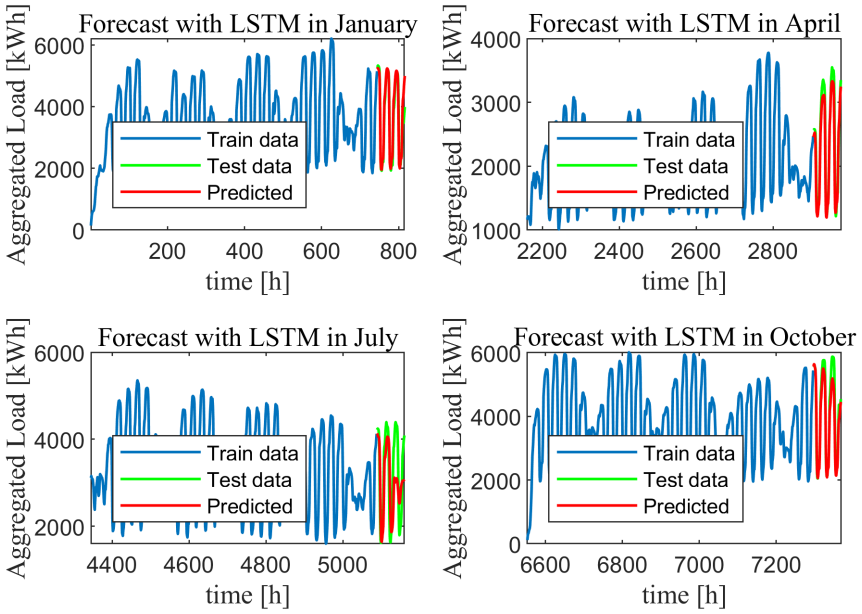 Forecast with LSTM in January
Aggregated Load [kWh]
6000
4000
2000
0
200
400
600
800
time [h]
Train data
Test data
Predicted
Forecast with LSTM in April
Aggregated Load [kWh]
4000
3000
2000
1000
2200
2400
2600
2800
time [h]
Train data
Test data
Predicted
Forecast with LSTM in July
Aggregated Load [kWh]
6000
4000
2000
4400
4600
4800
5000
time [h]
Train data
Test data
Predicted
Forecast with LSTM in October
Aggregated Load [kWh]
6000
4000
2000
0
6600
6800
7000
7200
time [h]
Train data
Test data
Predicted